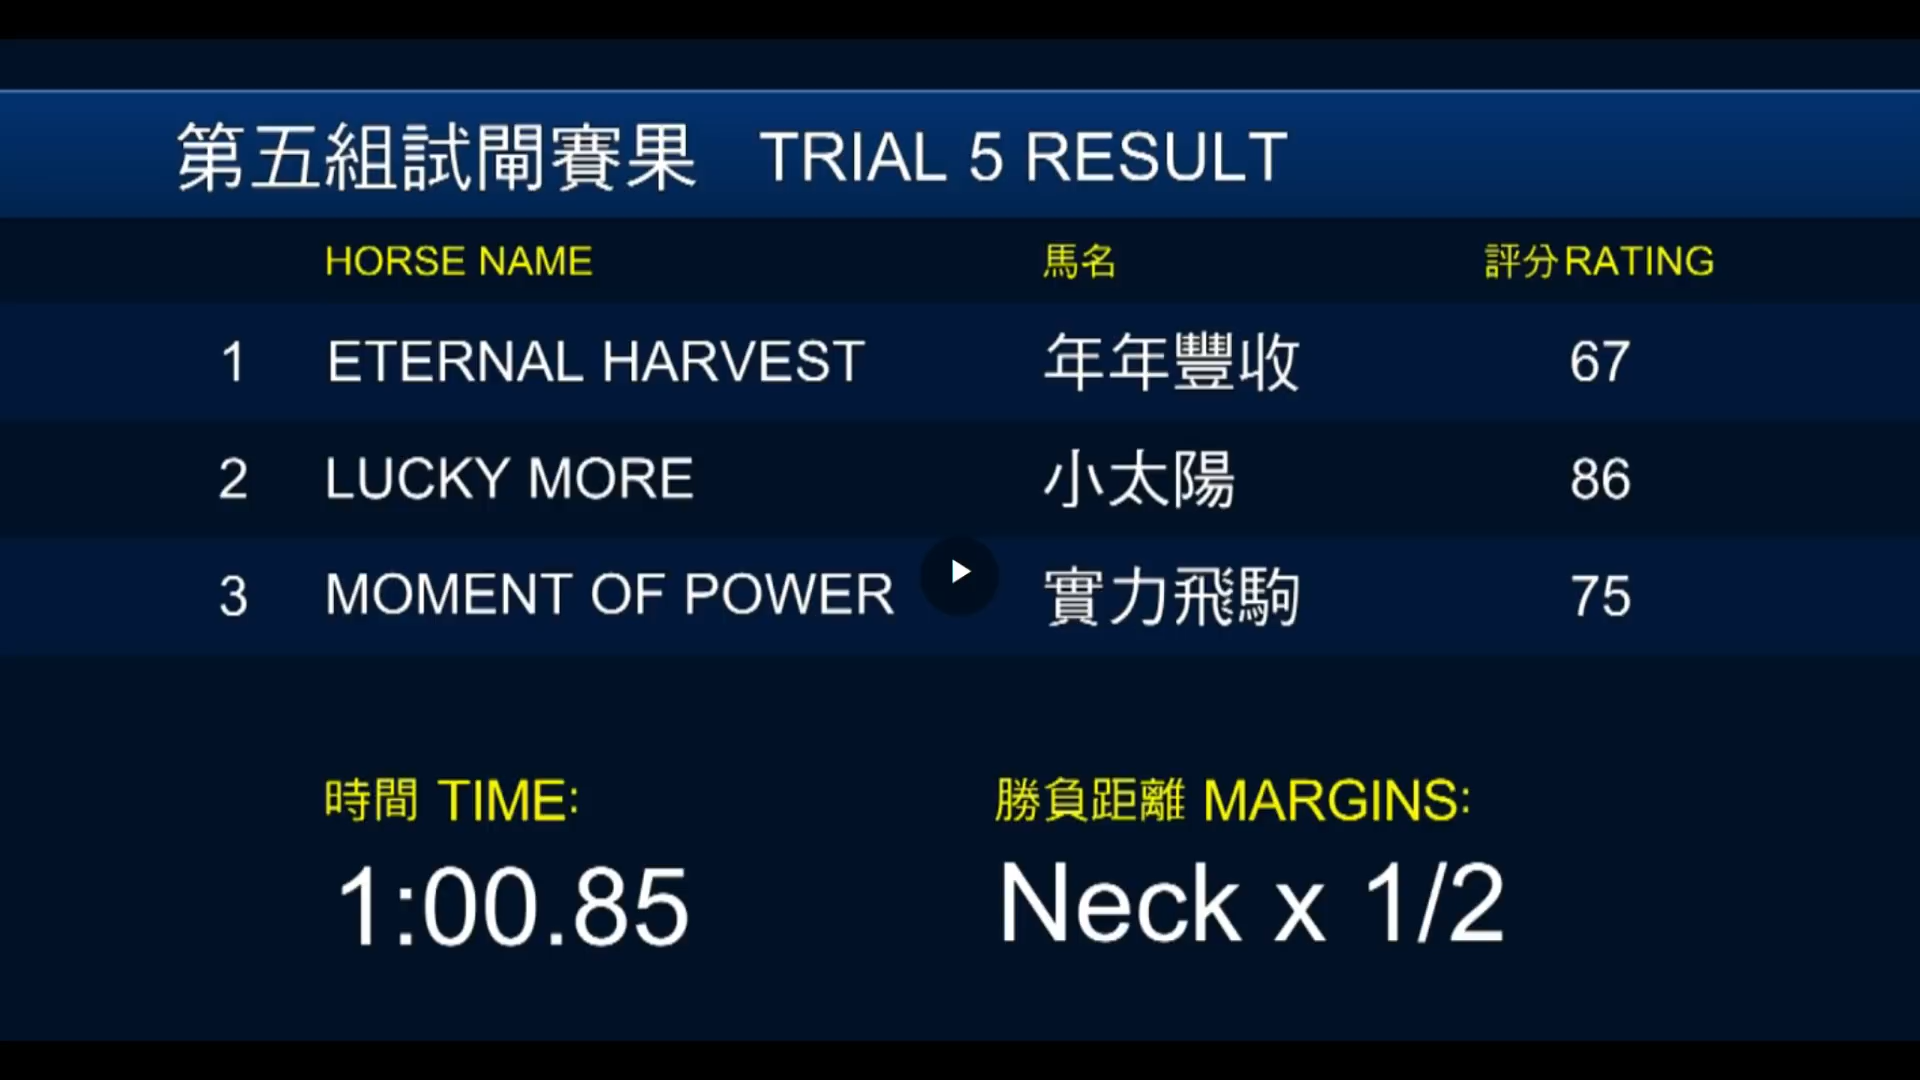 第五組試閘賽果 TRIAL 5 RESULT
HORSE NAME 馬名 評分RATING
1 ETERNAL HARVEST 年年豐收 67
2 LUCKY MORE 小太陽 86
3 MOMENT OF POWER 實力飛駒 75
時間 TIME: 勝負距離 MARGINS:
1:00.85 Neck x 1/2